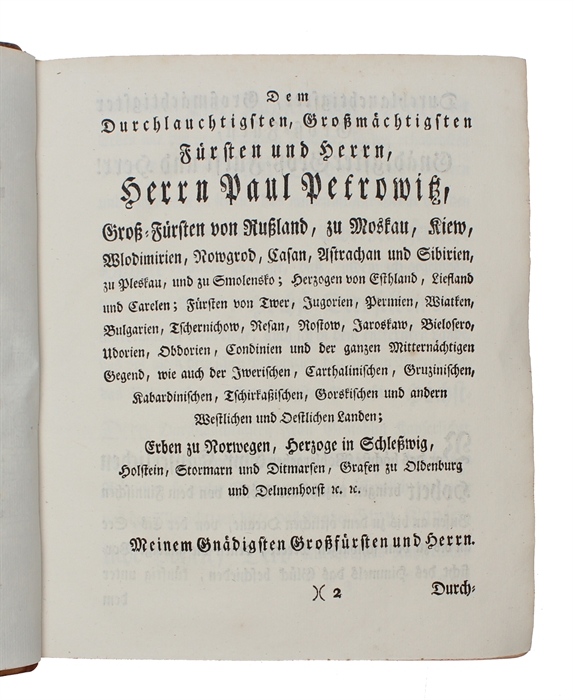 Dem
Durchlauchtigsten, Großmächtigsten
Fürsten und Herrn,
Herrn Paul Petrowitz,
Groß-Fürsten von Rußland, zu Moskau, Kiew,
Wlodimirien, Nowgrod, Casan, Astrachan und Sibirien,
zu Pleskau, und zu Smolensko; Herzogen von Esthland, Liefland
und Carelen; Fürsten von Twer, Jugorien, Permien, Wiatken,
Bulgarien, Tschernichow, Resan, Rostow, Jaroslaw, Bielosero,
Udorien, Obdorien, Condinien und der ganzen Mitternächtigen
Gegend, wie auch der Iwerischen, Carthalinischen, Gruzinischen,
Kabardinischen, Tschirkaßischen, Gorskischen und andern
Westlichen und Oestlichen Landen;
Erben zu Norwegen, Herzoge in Schleßwig,
Holstein, Stormarn und Ditmarsen, Grafen zu Oldenburg
und Delmenhorst ꝛc. ꝛc.
Meinem Gnädigsten Großfürsten und Herrn.
)( 2 Durch-